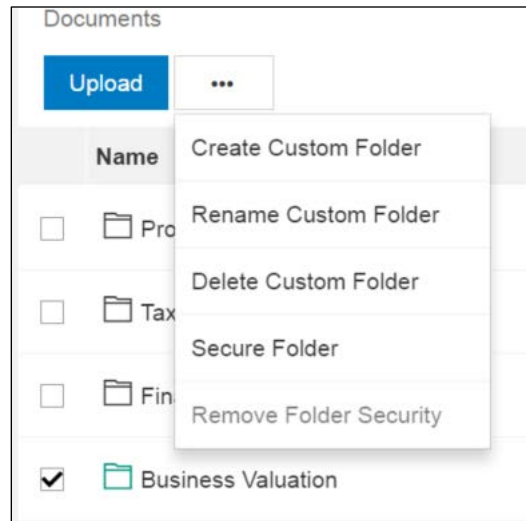 Documents
Upload •••
Name
Create Custom Folder
Pro
Rename Custom Folder
Delete Custom Folder
Tax
Secure Folder
Fin
Remove Folder Security
Business Valuation